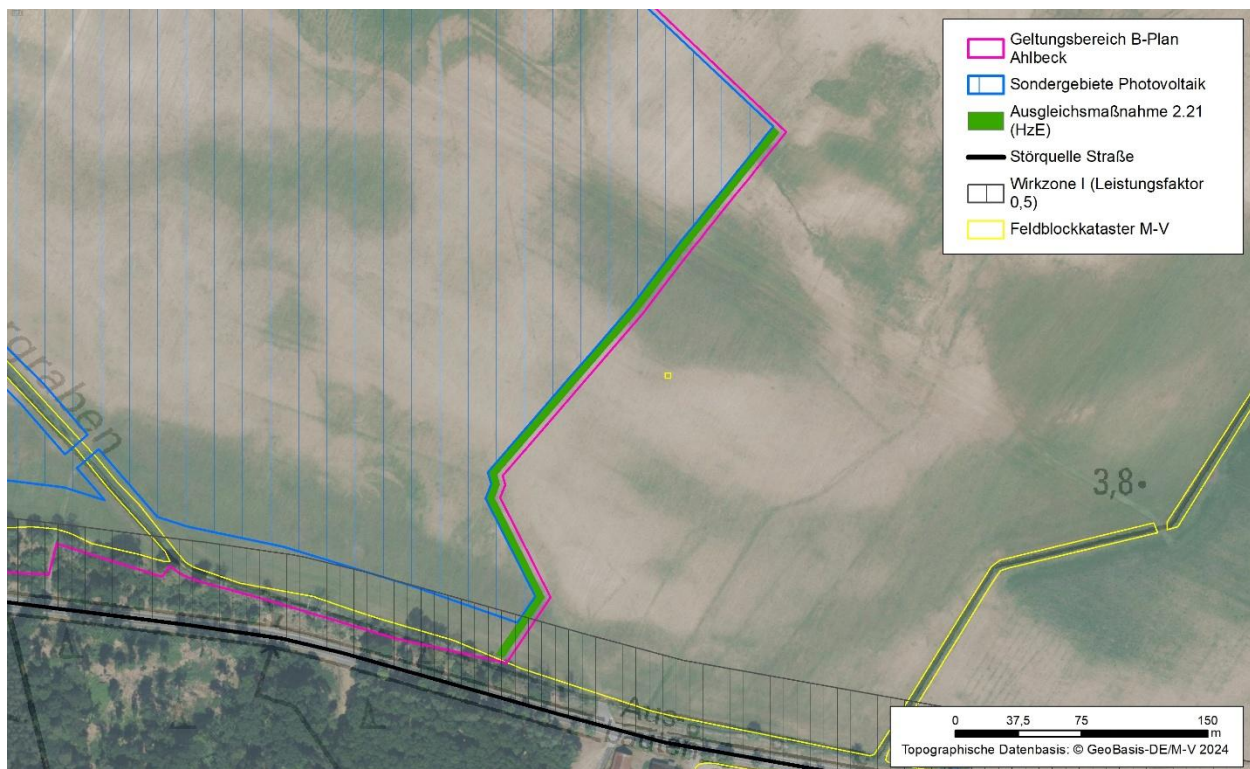 Geltungsbereich B-Plan
Ahlbeck
Sondergebiete Photovoltaik
Ausgleichsmaßnahme 2.21
(HzE)
Störquelle Straße
Wirkzone I (Leistungsfaktor
0,5)
Feldblockkataster M-V
rgraben
3,8
0 37,5 75 150
m
Topographische Datenbasis: © GeoBasis-DE/M-V 2024